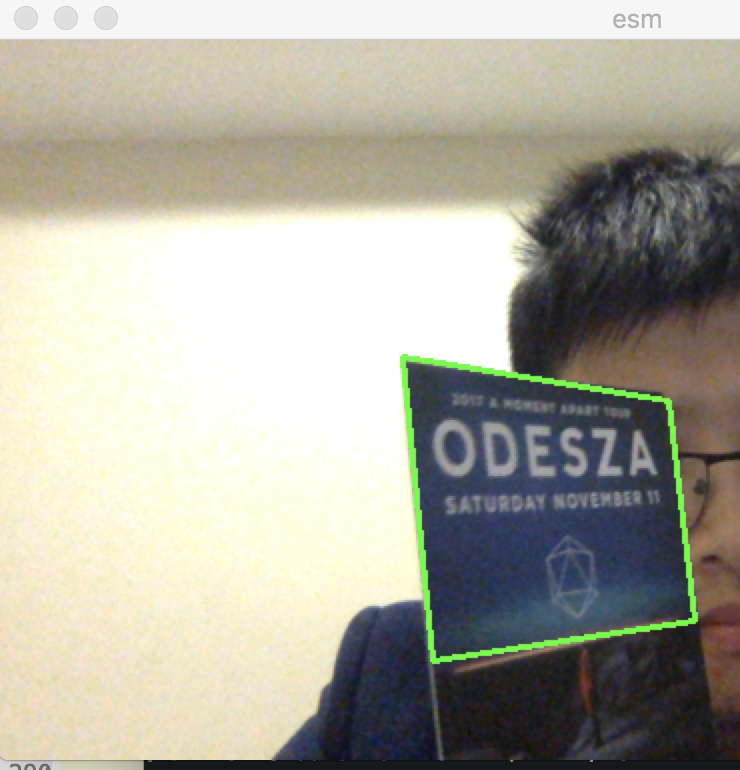 esm
2017 A MOMENT APART TOUR
ODESZA
SATURDAY NOVEMBER 11